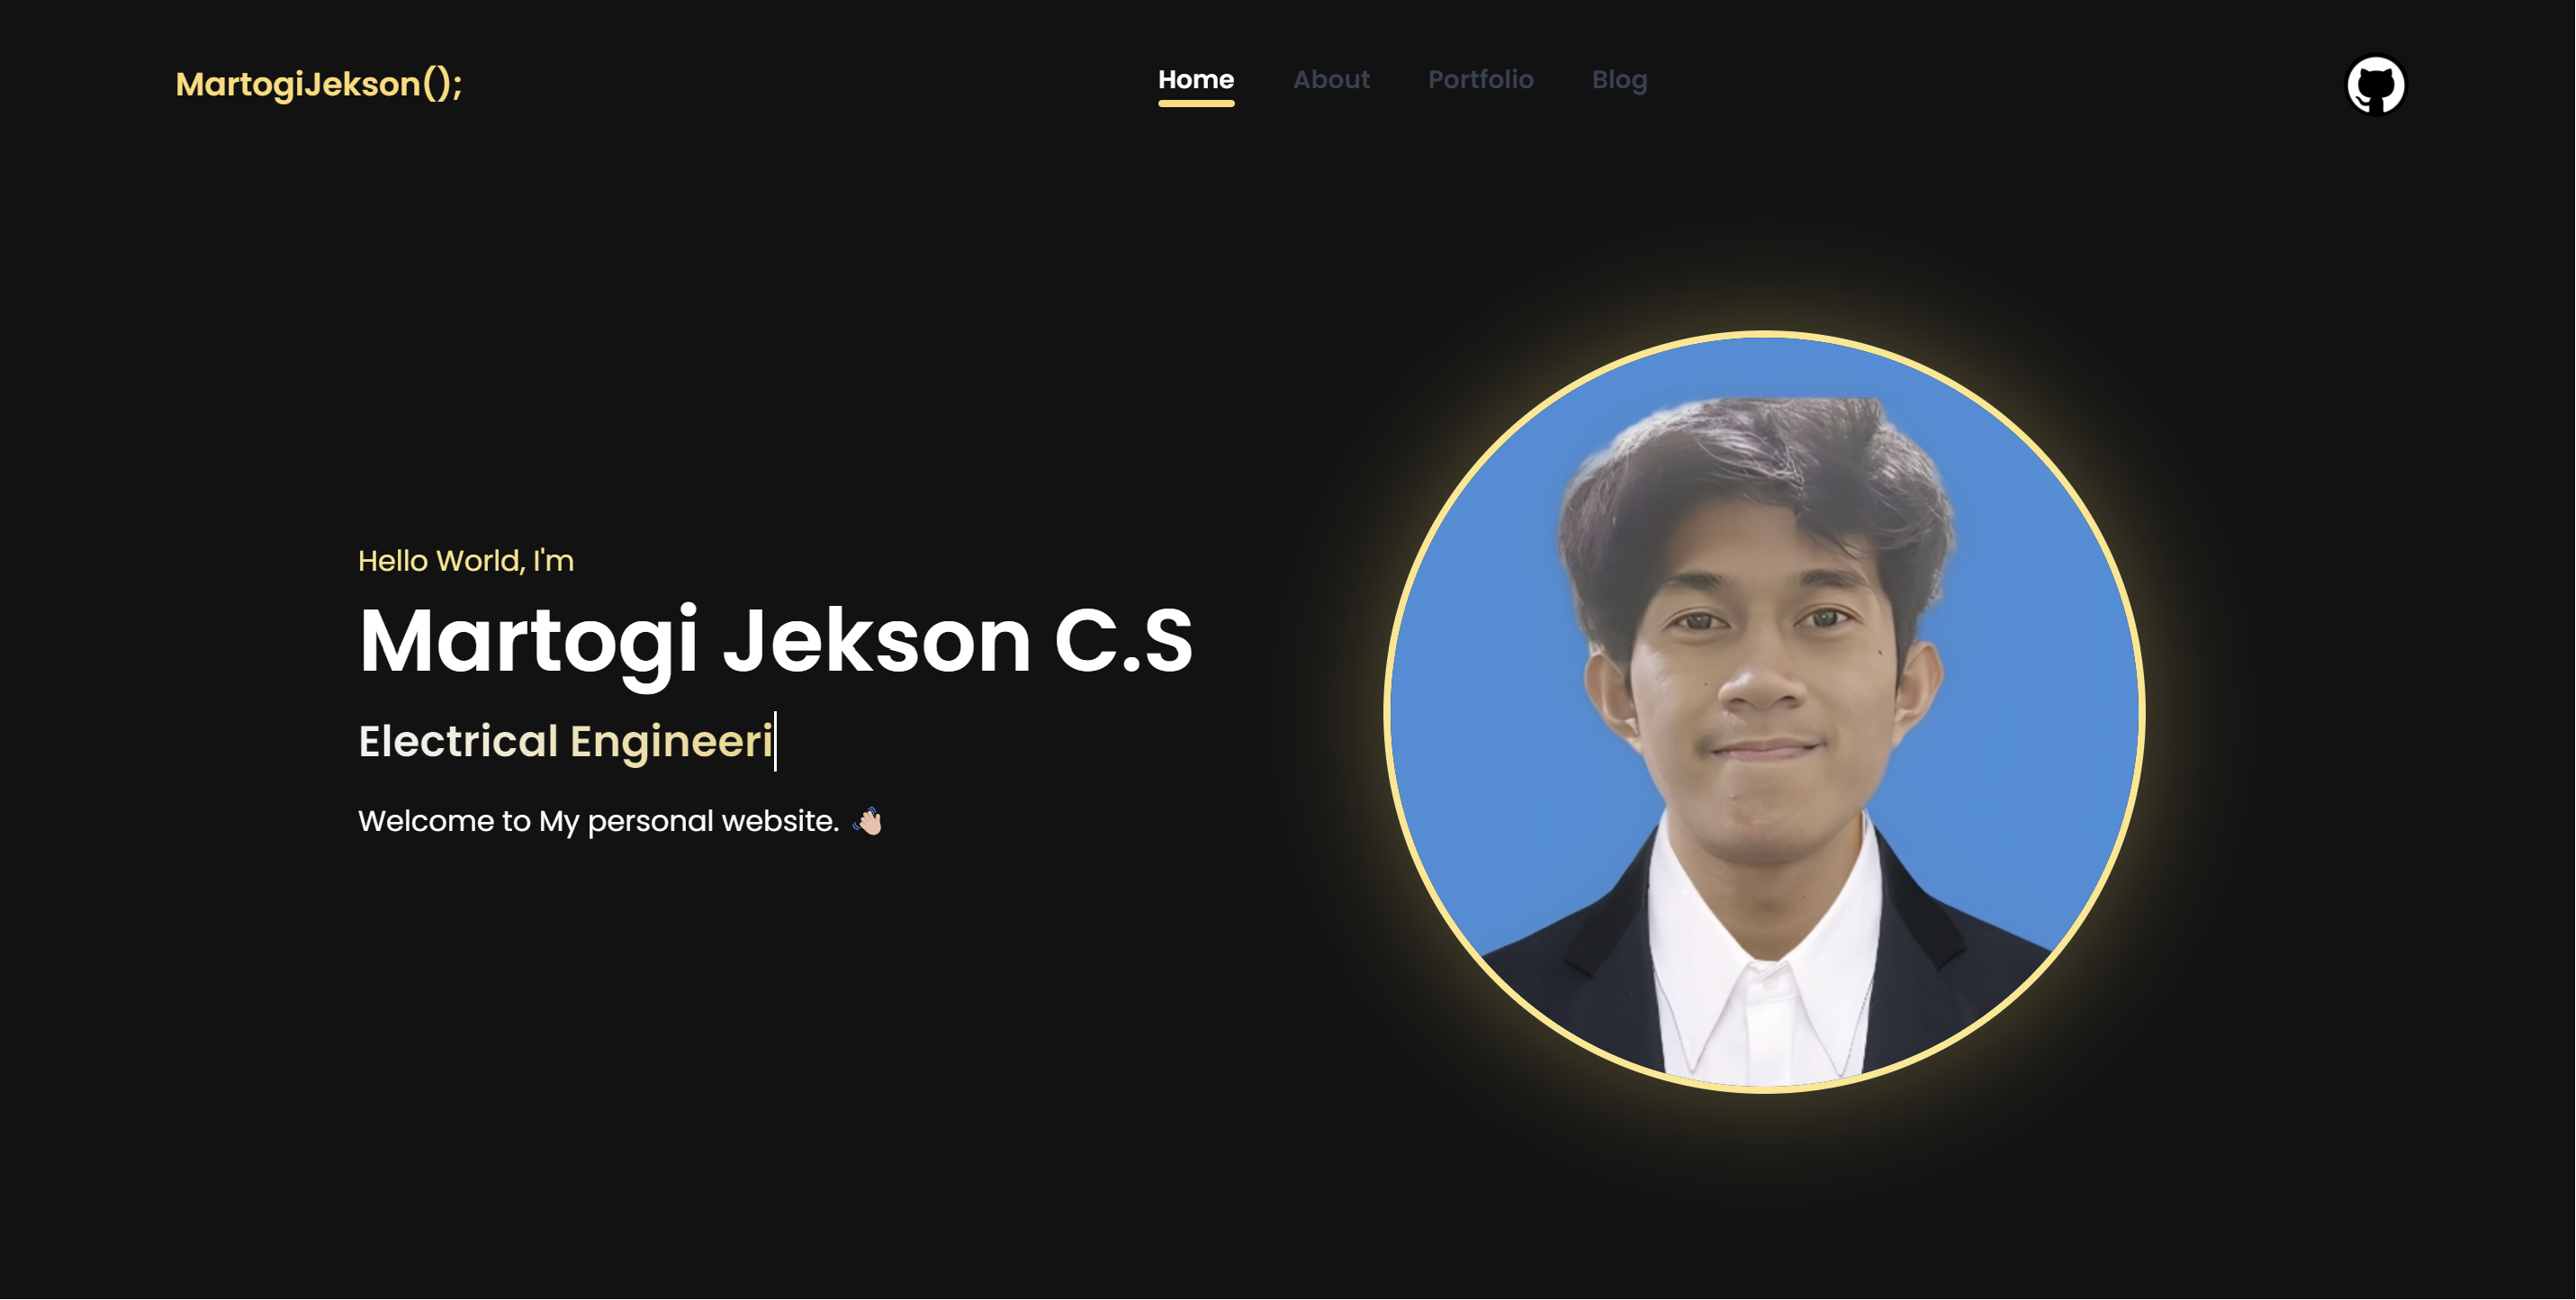 MartogiJekson();
Home About Portfolio Blog
Hello World, I'm
Martogi Jekson C.S
Electrical Engineeri
Welcome to My personal website. 👋🏼